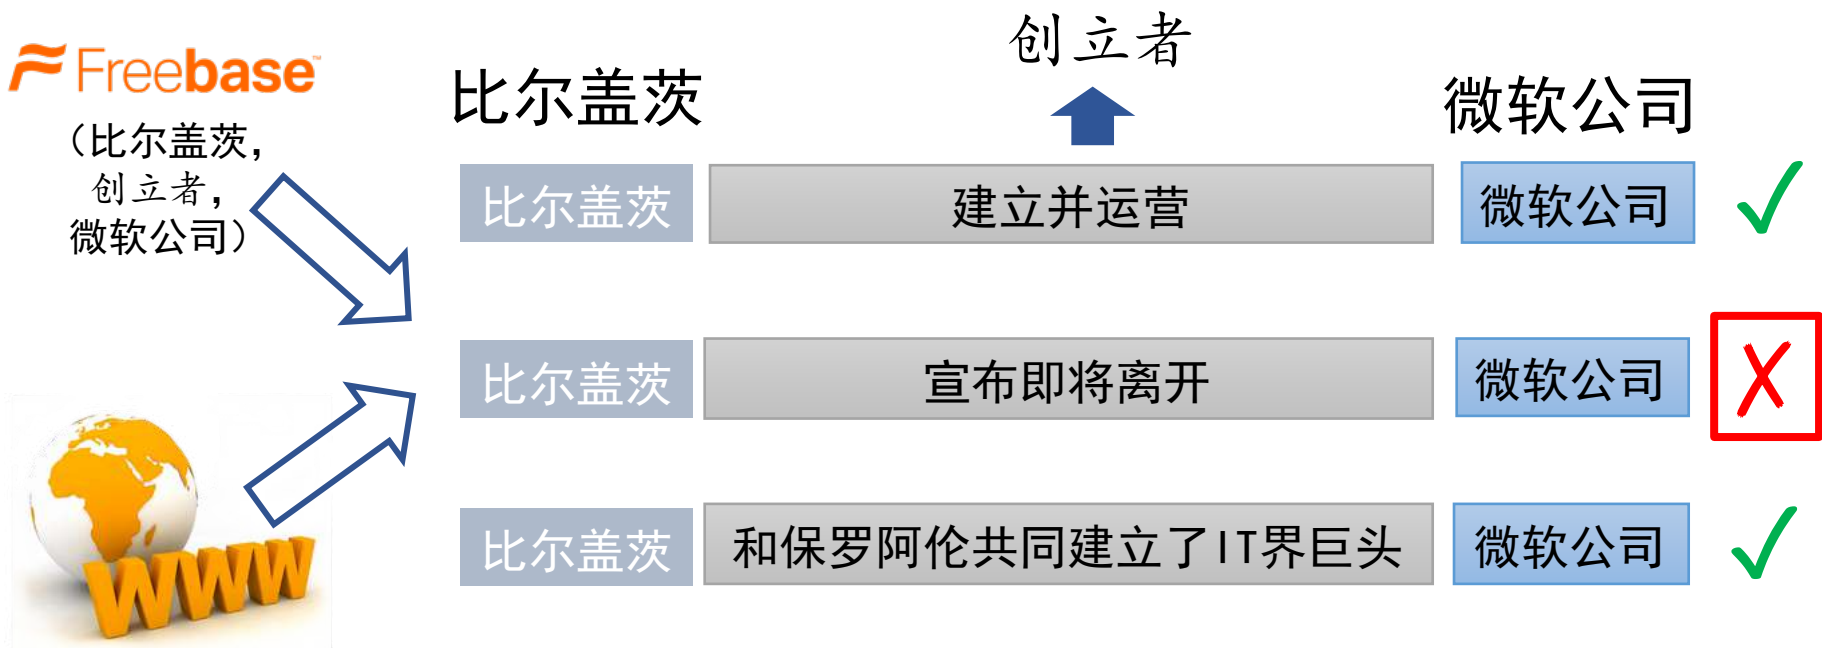 创立者
Freebase™
比尔盖茨
微软公司
(比尔盖茨,
创立者,
微软公司)
比尔盖茨 建立并运营 微软公司
比尔盖茨 宣布即将离开 微软公司
比尔盖茨 和保罗阿伦共同建立了IT界巨头 微软公司
WWW